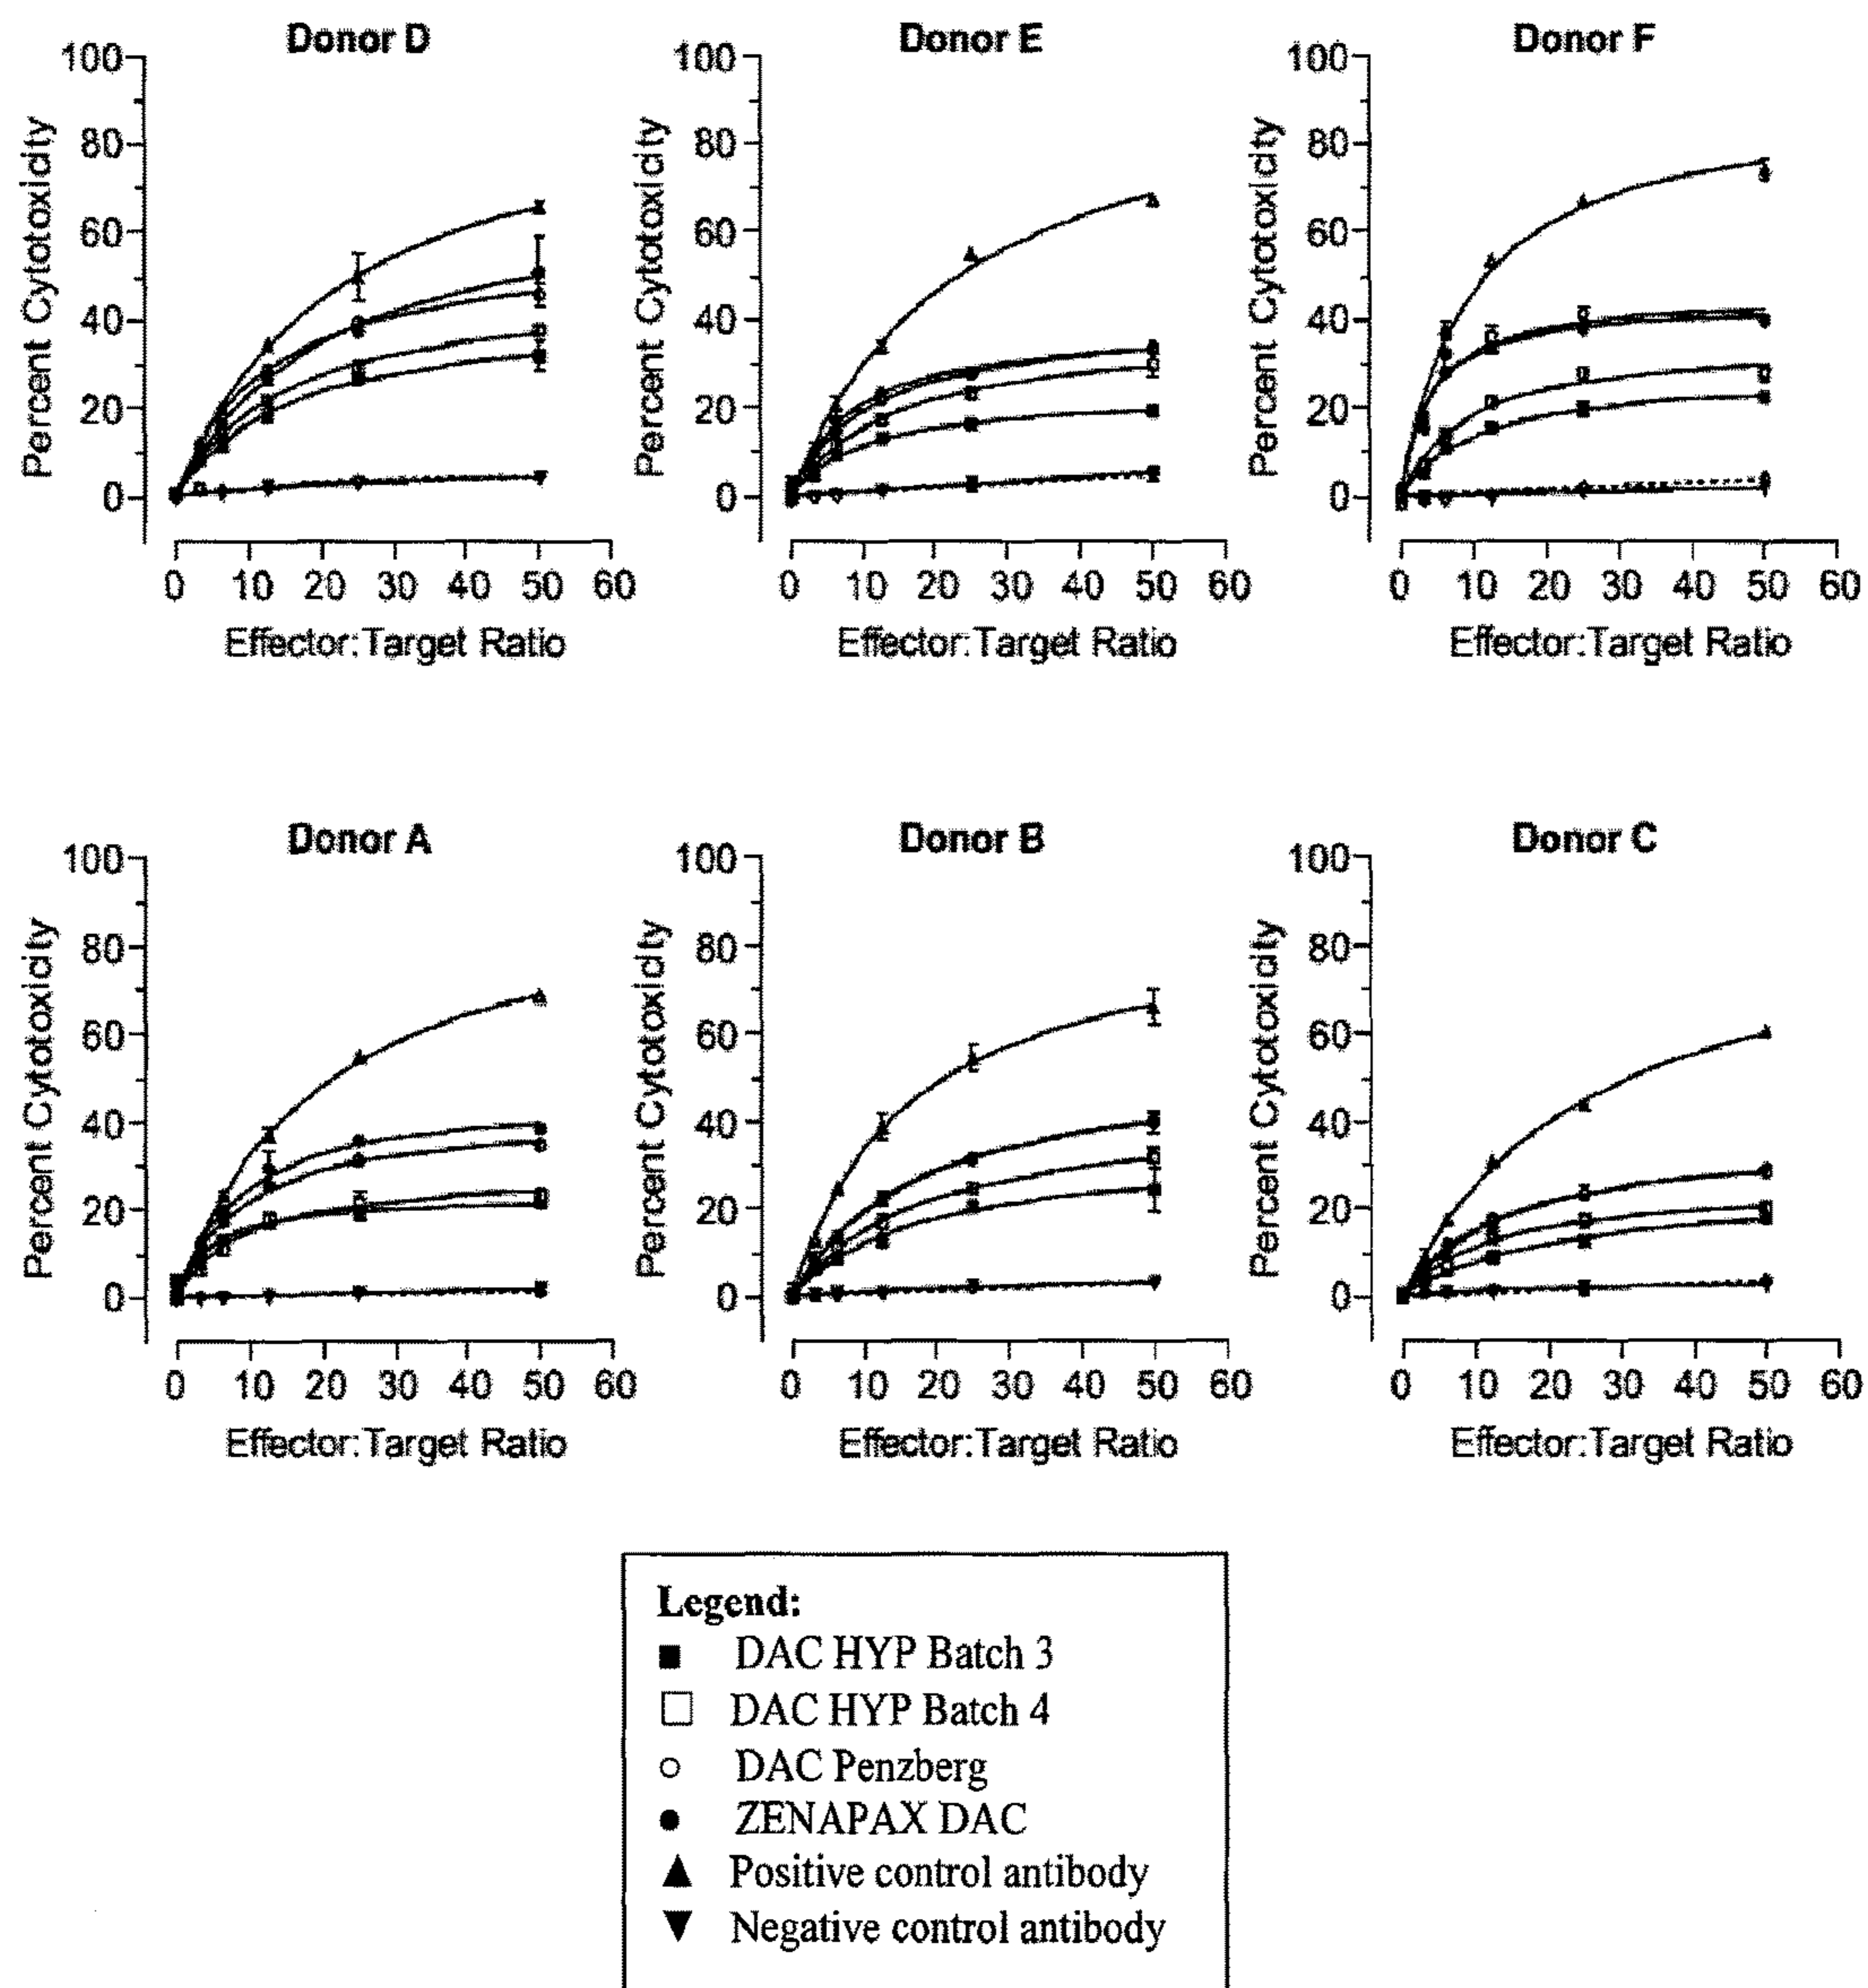 Donor D
Percent Cytotoxicity
100
80
60
40
20
0
0 10 20 30 40 50 60
Effector:Target Ratio
Donor E
Percent Cytotoxicity
100
80
60
40
20
0
0 10 20 30 40 50 60
Effector:Target Ratio
Donor F
Percent Cytotoxicity
100
80
60
40
20
0
0 10 20 30 40 50 60
Effector:Target Ratio
Donor A
Percent Cytotoxicity
100
80
60
40
20
0
0 10 20 30 40 50 60
Effector:Target Ratio
Donor B
Percent Cytotoxicity
100
80
60
40
20
0
0 10 20 30 40 50 60
Effector:Target Ratio
Donor C
Percent Cytotoxicity
100
80
60
40
20
0
0 10 20 30 40 50 60
Effector:Target Ratio
Legend:
DAC HYP Batch 3
DAC HYP Batch 4
DAC Penzberg
ZENAPAX DAC
Positive control antibody
Negative control antibody